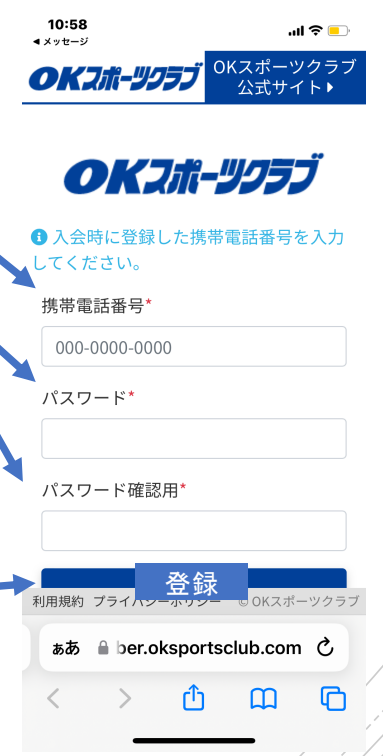 10:58
◀ メッセージ
OKスポーツクラブ
OKスポーツクラブ
公式サイト▶
OKスポーツクラブ
入会時に登録した携帯電話番号を入力
してください。
携帯電話番号*
000-0000-0000
パスワード*
パスワード確認用*
登録
利用規約 プライバシーポリシー © OKスポーツクラブ
ああ ber.oksportsclub.com